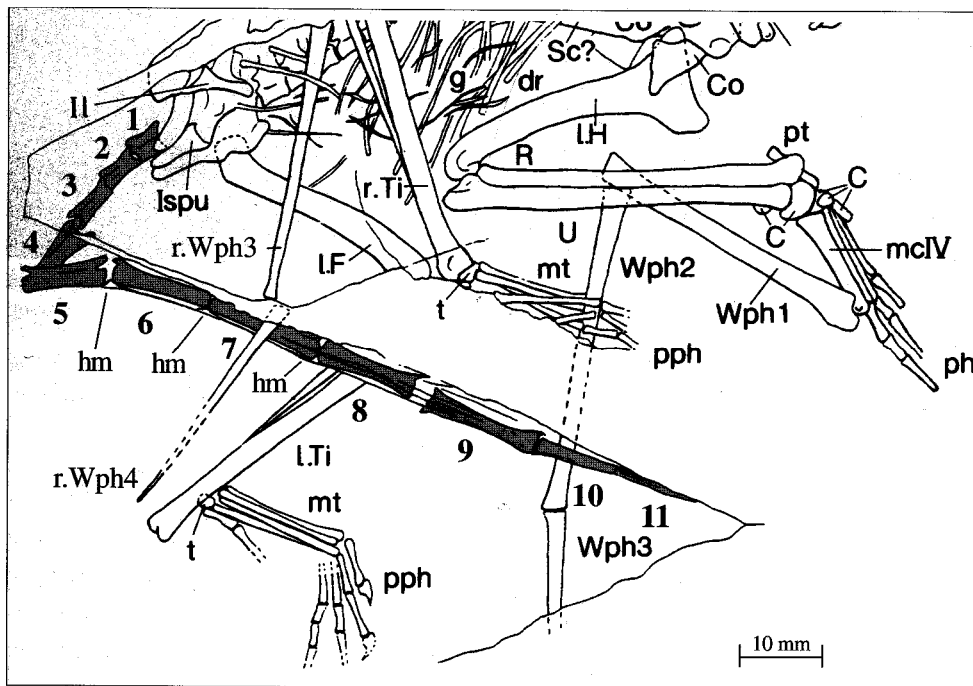 Sc?
Co
g
dr
Il
1
2
3
4
5
6
7
8
9
10
11
l.H
R
pt
C
C
r.Ti
Ispu
U
Wph2
mcIV
r.Wph3
l.F
mt
Wph1
t
pph
ph
hm
hm
hm
r.Wph4
l.Ti
mt
t
Wph3
pph
10 mm